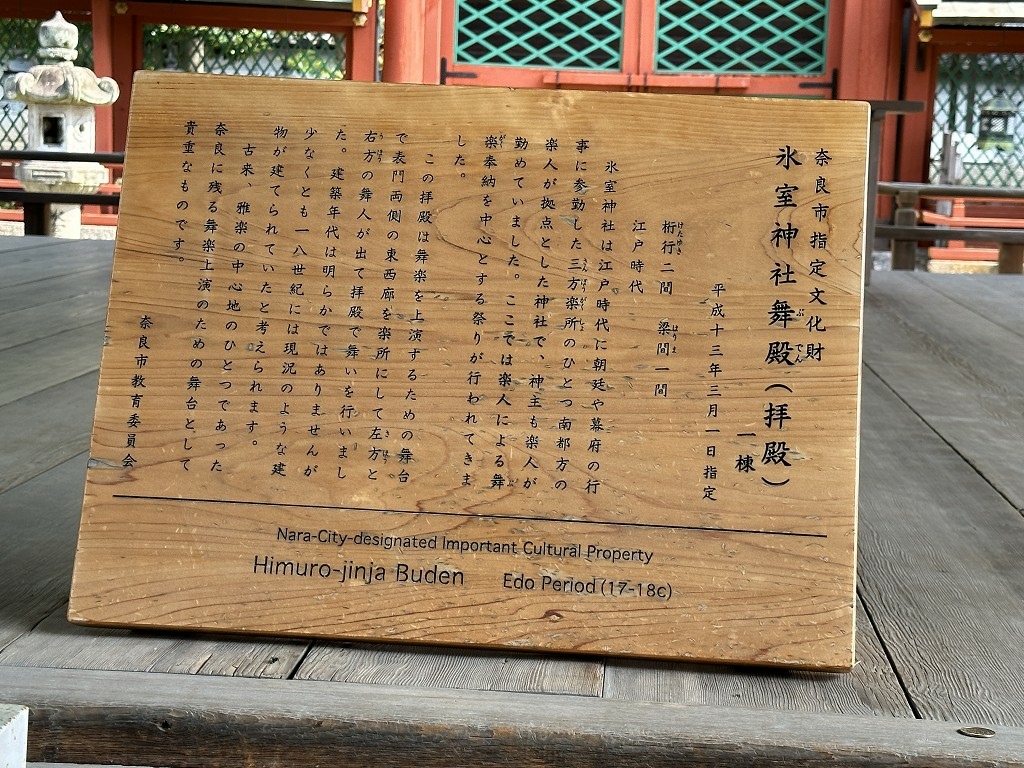 奈良市指定文化財
氷室神社舞殿(拝殿)
ぶ でん
一棟
平成十三年三月一日指定
桁行二間 梁間一間
けたゆき はりま
江戸時代
氷室神社は江戸時代に朝廷や幕府の行
事に参勤した三方楽所のひとつ南都方の
楽人が拠点とした神社で、神主も楽人が
勤めていました。ここでは楽人による舞
楽奉納を中心とする祭りが行われてきま
した。
この拝殿は舞楽を上演するための舞台
で表門両側の東西廊を楽所にして左方と
右方の舞人が出て拝殿で舞いを行いまし
た。建築年代は明らかではありませんが
少なくとも一八世紀には現況のような建
物が建てられていたと考えられます。
古来、雅楽の中心地のひとつであった
奈良に残る舞楽上演のための舞台として
貴重なものです。
奈良市教育委員会
Nara-City-designated Important Cultural Property
Himuro-jinja Buden Edo Period (17-18c)